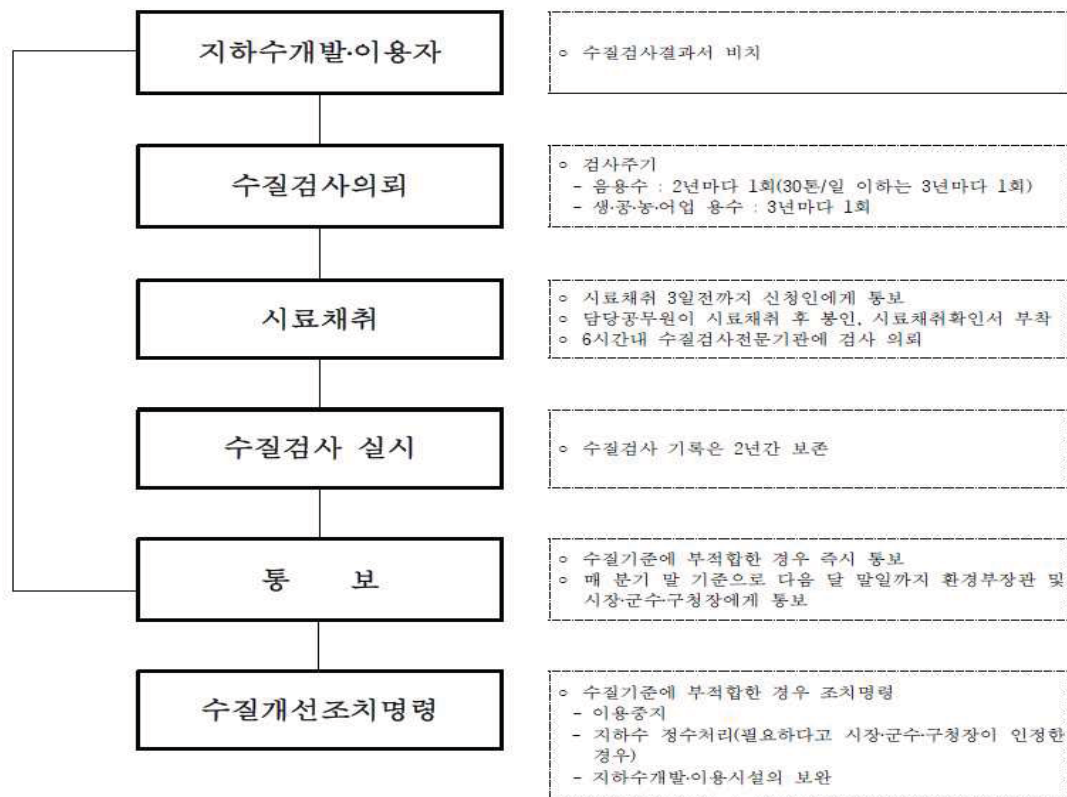 지하수개발·이용자
○ 수질검사결과서 비치
수질검사의뢰
○ 검사주기
- 음용수 : 2년마다 1회(30톤/일 이하는 3년마다 1회)
- 생·공·농·어업 용수 : 3년마다 1회
시료채취
○ 시료채취 3일전까지 신청인에게 통보
○ 담당공무원이 시료채취 후 봉인, 시료채취확인서 부착
○ 6시간내 수질검사전문기관에 검사 의뢰
수질검사 실시
○ 수질검사 기록은 2년간 보존
통 보
○ 수질기준에 부적합한 경우 즉시 통보
○ 매 분기 말 기준으로 다음 달 말일까지 환경부장관 및
시장·군수·구청장에게 통보
수질개선조치명령
○ 수질기준에 부적합한 경우 조치명령
- 이용중지
- 지하수 정수처리(필요하다고 시장·군수·구청장이 인정한
경우)
- 지하수개발·이용시설의 보완